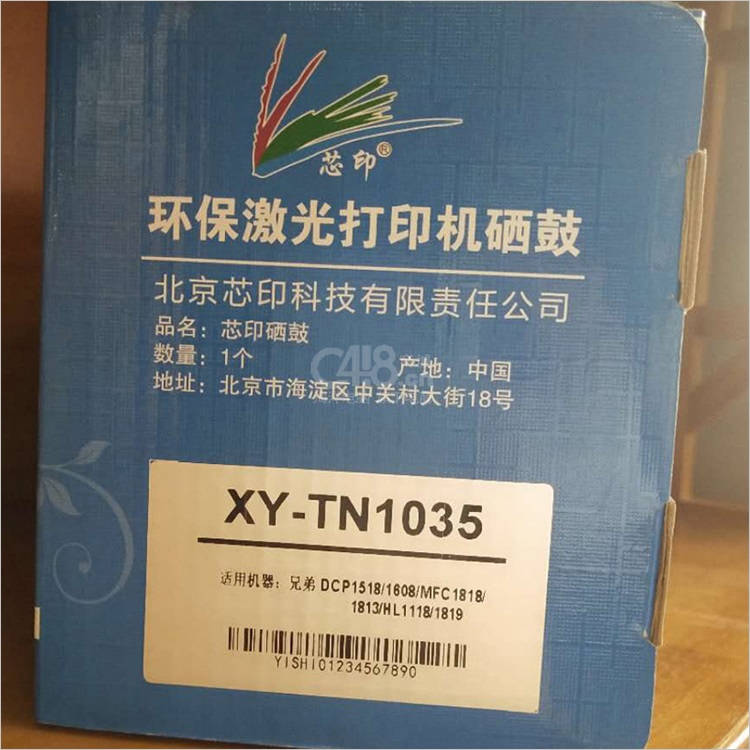 芯印®
环保激光打印机硒鼓
北京芯印科技有限责任公司
品名：芯印硒鼓
数量：1个 产地：中国
地址：北京市海淀区中关村大街18号
XY-TN1035
适用机器：兄弟 DCP1518/1608/MFC1818/
1813/HL1118/1819
YISHI01234567890